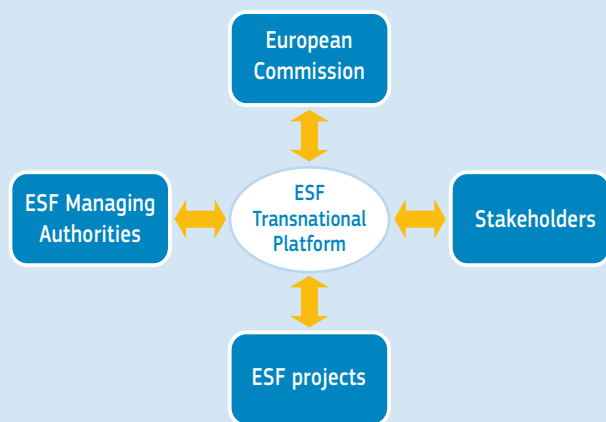 European
Commission
ESF Managing
Authorities
ESF
Transnational
Platform
Stakeholders
ESF projects